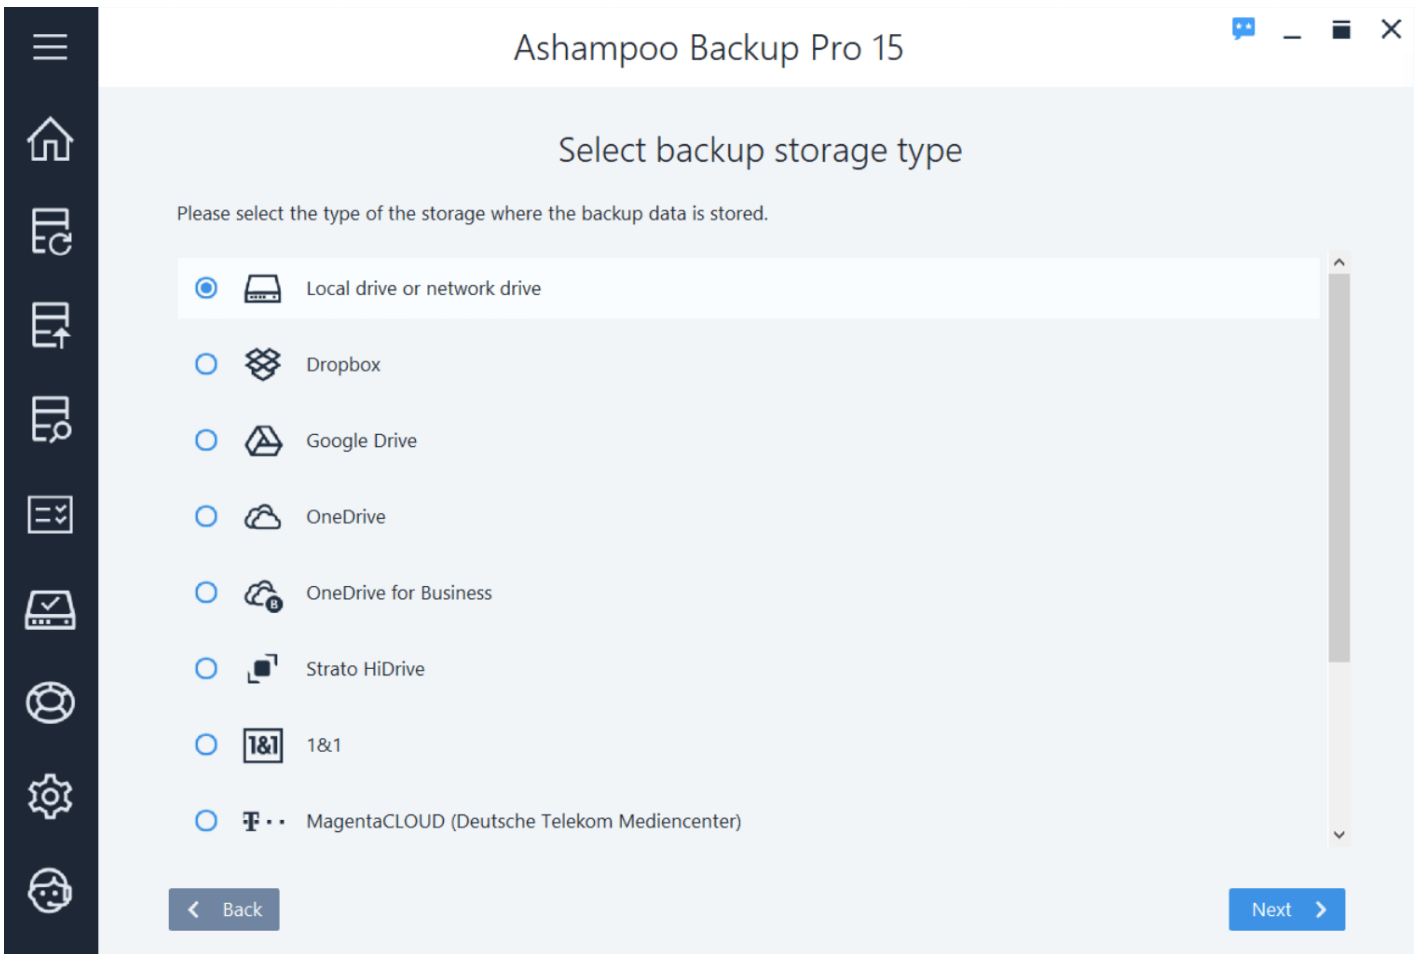 Ashampoo Backup Pro 15
Select backup storage type
Please select the type of the storage where the backup data is stored.
Local drive or network drive
Dropbox
Google Drive
OneDrive
B
OneDrive for Business
Strato HiDrive
1&1
1&1
T
MagentaCLOUD (Deutsche Telekom Mediencenter)
Back
Next